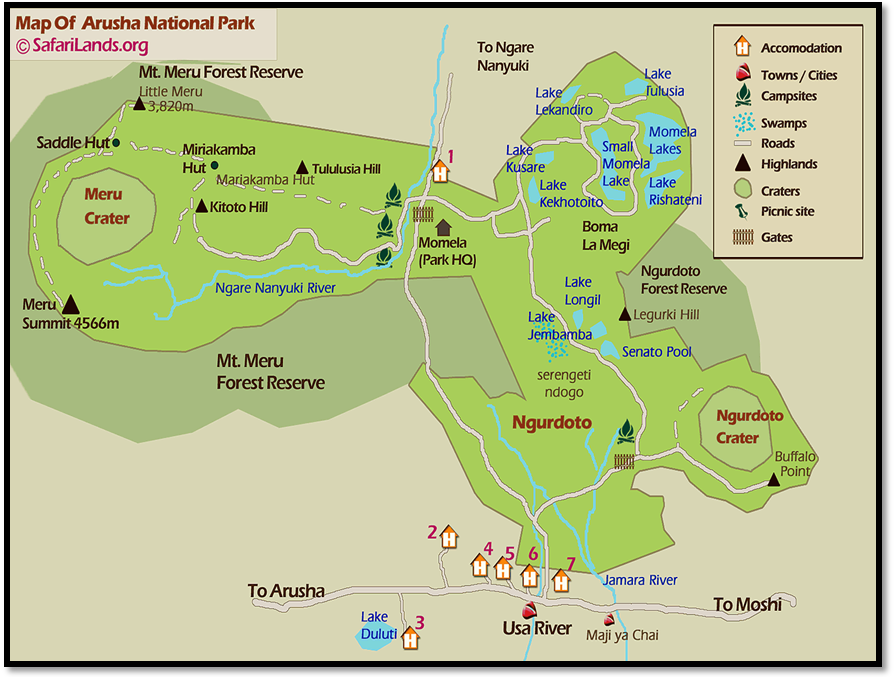 Map Of Arusha National Park
© SafariLands.org
Mt. Meru Forest Reserve
Little Meru
3,820m
Saddle Hut
Miriakamba
Hut
Mariakamba Hut
Tululusia Hill
Meru
Crater
Kitoto Hill
Meru
Summit 4566m
Ngare Nanyuki River
Mt. Meru
Forest Reserve
To Ngare
Nanyuki
1
Momela
(Park HQ)
Lake
Lekandiro
Lake
Tulusia
Lake
Kusare
Small
Momela
Lake
Momela
Lakes
Lake
Kekhotoito
Lake
Rishateni
Boma
La Megi
Ngurdoto
Forest Reserve
Lake
Longil
Legurki Hill
Lake
Jembamba
Senato Pool
serengeti
ndogo
Ngurdoto
Ngurdoto
Crater
Buffalo
Point
Accomodation
Towns / Cities
Campsites
Swamps
Roads
Highlands
Craters
Picnic site
Gates
2
4
5
6
7
Jamara River
To Arusha
To Moshi
3
Lake
Duluti
Usa River
Maji ya Chai